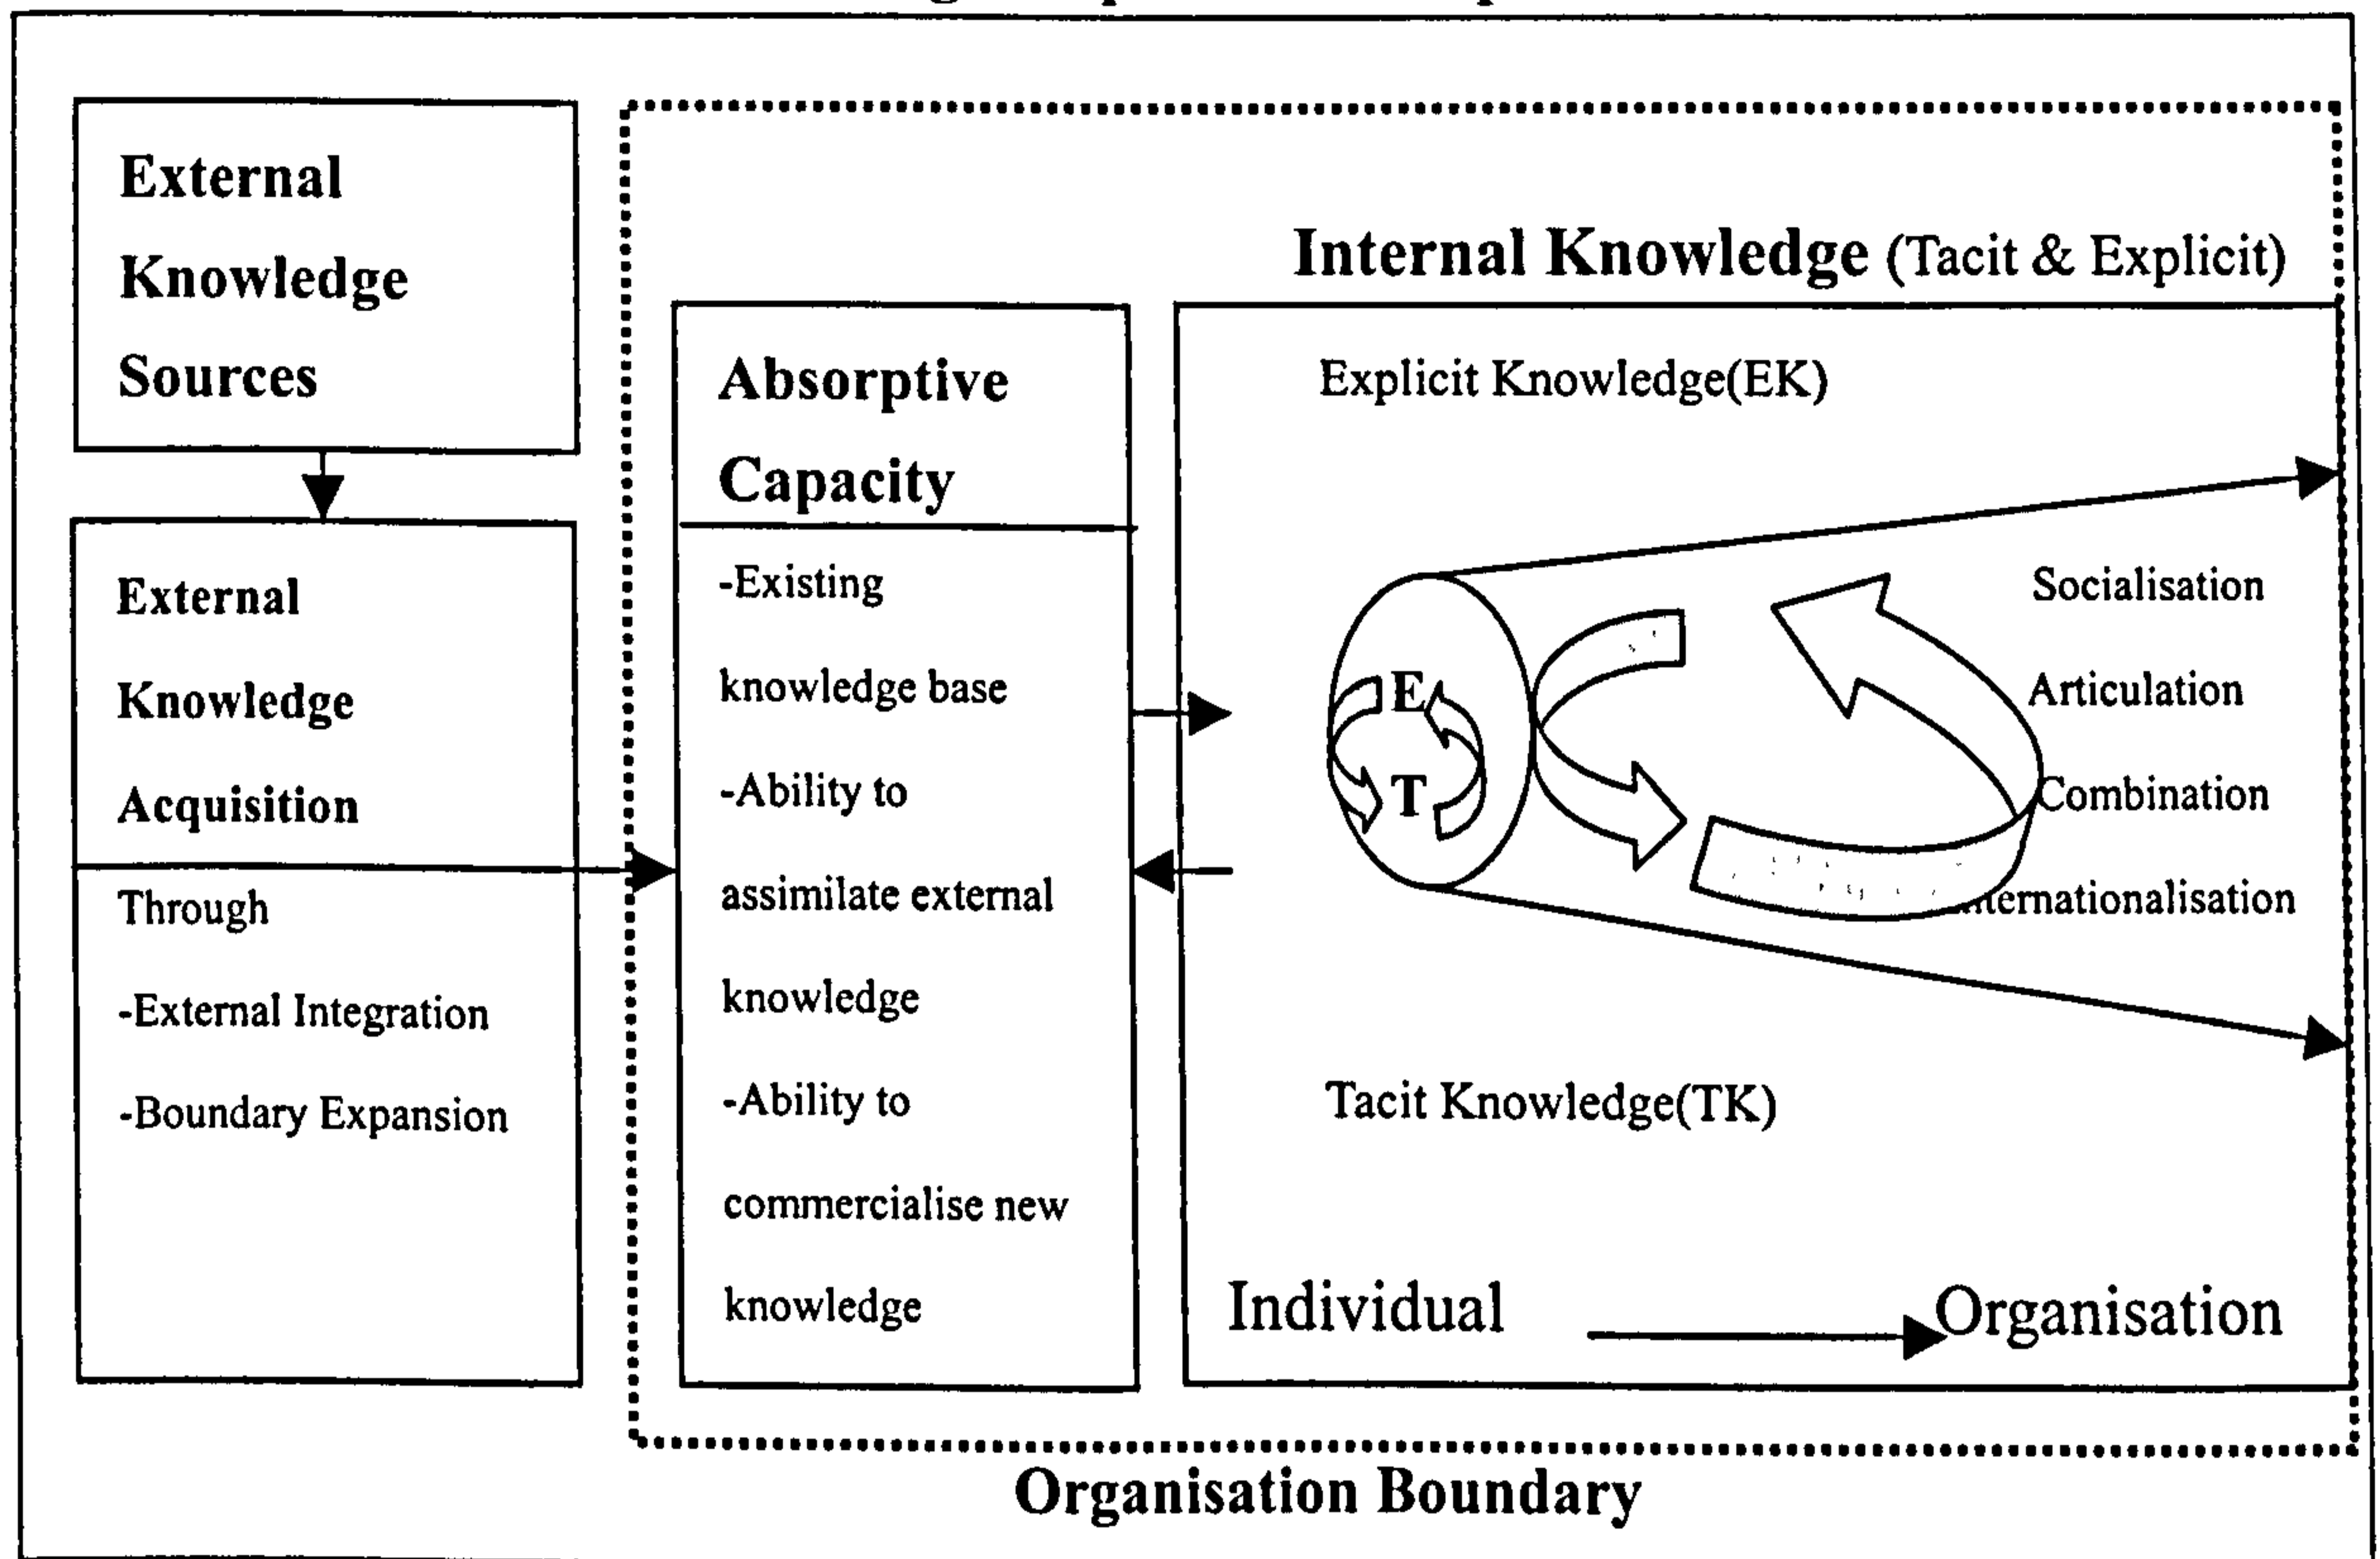 External
Knowledge
Sources
External
Knowledge
Acquisition
Through
-External Integration
-Boundary Expansion
Absorptive
Capacity
-Existing
knowledge base
-Ability to
assimilate external
knowledge
-Ability to
commercialise new
knowledge
Internal Knowledge (Tacit & Explicit)
Explicit Knowledge(EK)
E
T
Socialisation
Articulation
Combination
nternationalisation
Tacit Knowledge(TK)
Individual
Organisation
Organisation Boundary